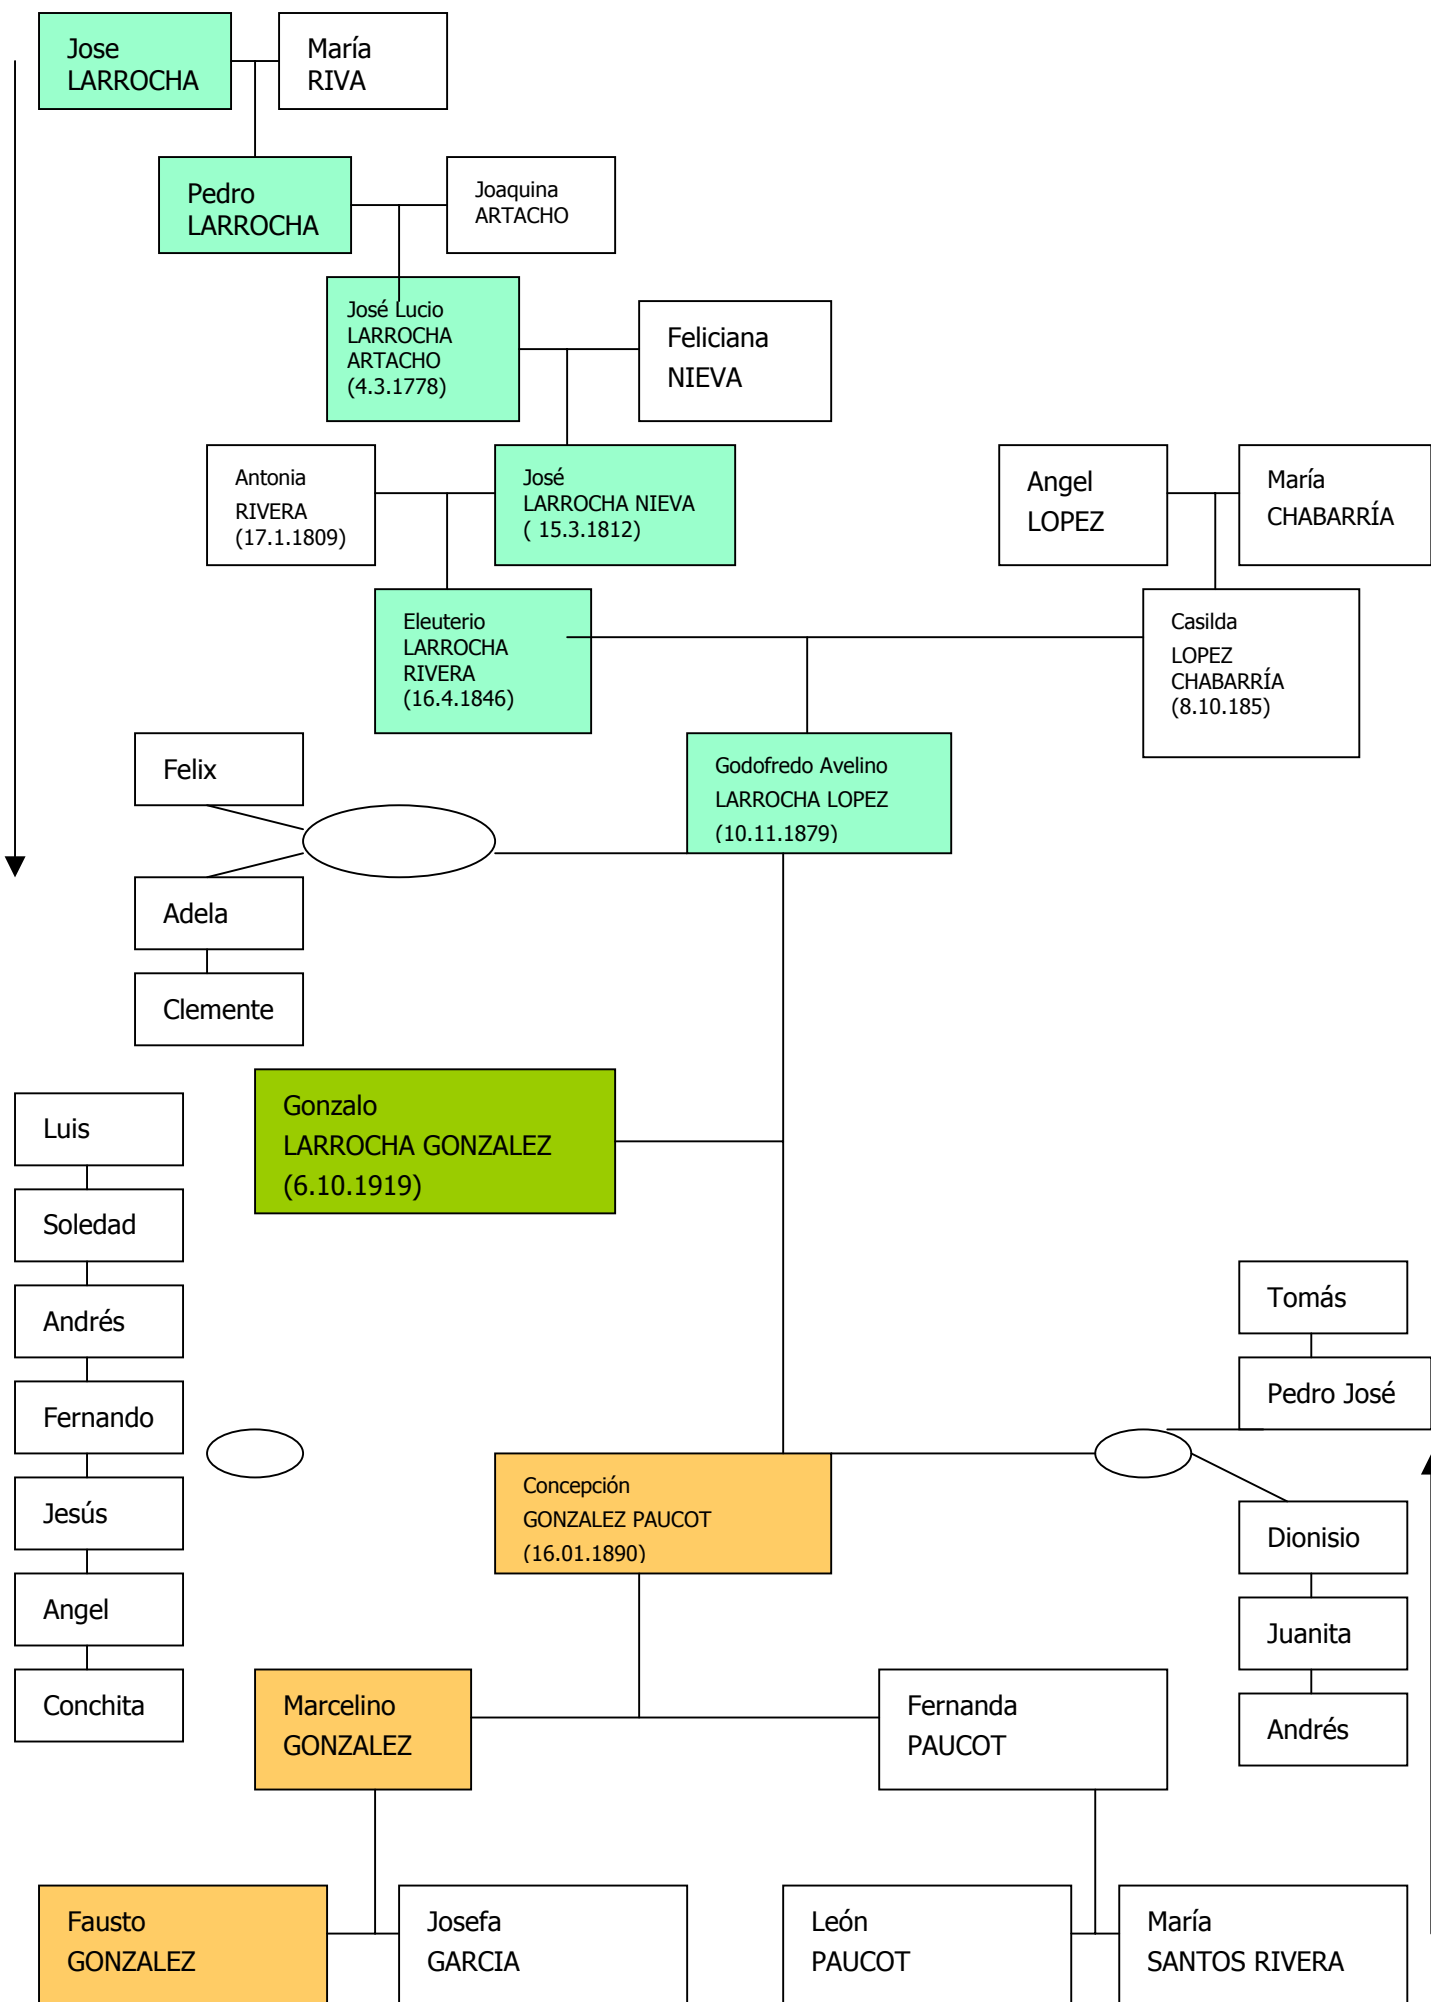 Jose
LARROCHA
María
RIVA
Pedro
LARROCHA
Joaquina
ARTACHO
José Lucio
LARROCHA
ARTACHO
(4.3.1778)
Feliciana
NIEVA
Antonia
RIVERA
(17.1.1809)
José
LARROCHA NIEVA
( 15.3.1812)
Angel
LOPEZ
María
CHABARRÍA
Eleuterio
LARROCHA
RIVERA
(16.4.1846)
Casilda
LOPEZ
CHABARRÍA
(8.10.185)
Felix
Godofredo Avelino
LARROCHA LOPEZ
(10.11.1879)
Adela
Clemente
Gonzalo
LARROCHA GONZALEZ
(6.10.1919)
Luis
Soledad
Andrés
Fernando
Jesús
Angel
Conchita
Tomás
Pedro José
Concepción
GONZALEZ PAUCOT
(16.01.1890)
Dionisio
Juanita
Andrés
Marcelino
GONZALEZ
Fernanda
PAUCOT
Fausto
GONZALEZ
Josefa
GARCIA
León
PAUCOT
María
SANTOS RIVERA